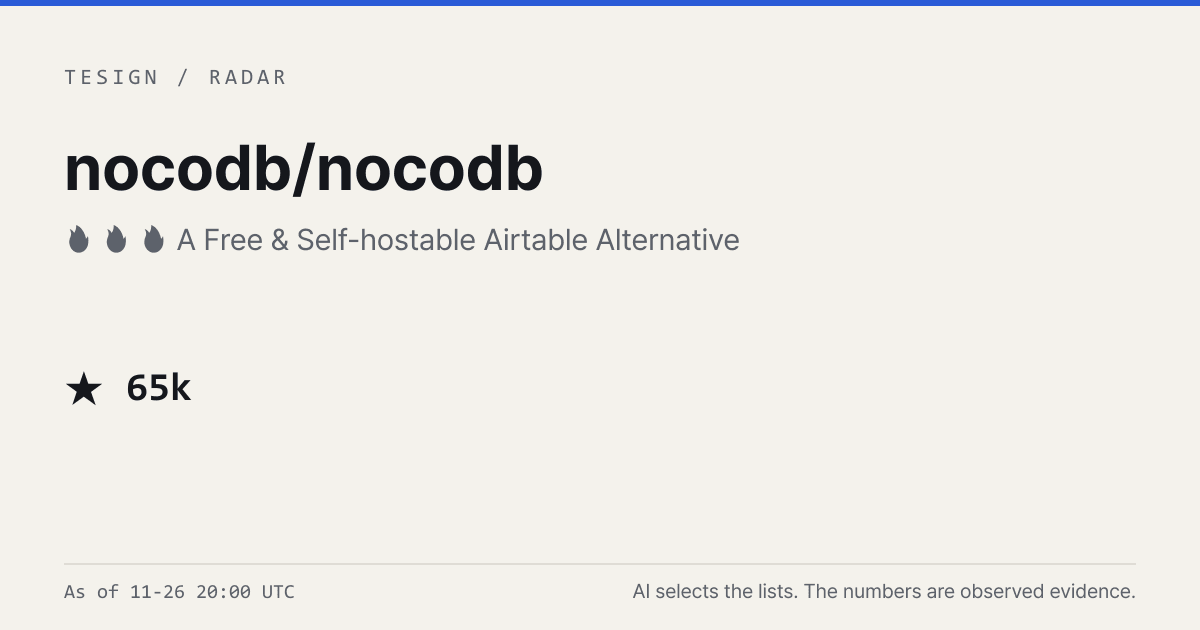 TESIGN / RADAR
nocodb/nocodb
🔥 🔥 🔥 A Free & Self-hostable Airtable Alternative
★ 65k
As of 11-26 20:00 UTC
AI selects the lists. The numbers are observed evidence.